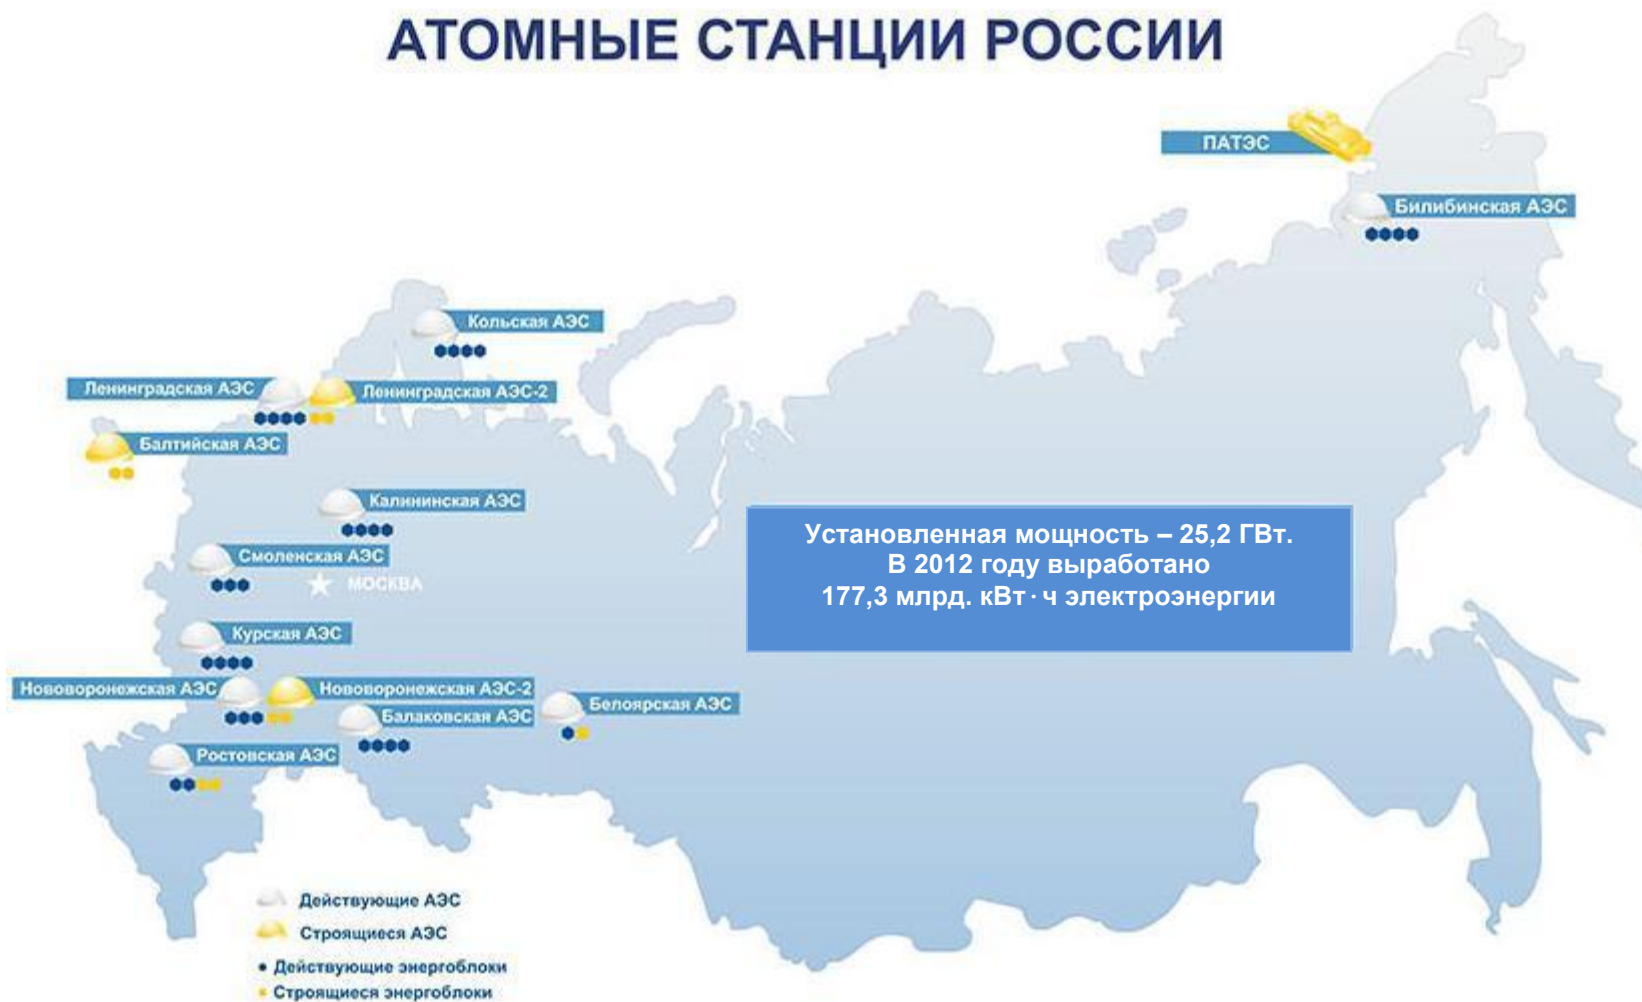 АТОМНЫЕ СТАНЦИИ РОССИИ
ПАТЭС
Билибинская АЭС
Кольская АЭС
Ленинградская АЭС
Ленинградская АЭС-2
Балтийская АЭС
Калининская АЭС
Смоленская АЭС
МОСКВА
Установленная мощность – 25,2 ГВт.
В 2012 году выработано
177,3 млрд. кВт · ч электроэнергии
Курская АЭС
Нововоронежская АЭС
Нововоронежская АЭС-2
Балаковская АЭС
Белоярская АЭС
Ростовская АЭС
Действующие АЭС
Строящиеся АЭС
Действующие энергоблоки
Строящиеся энергоблоки